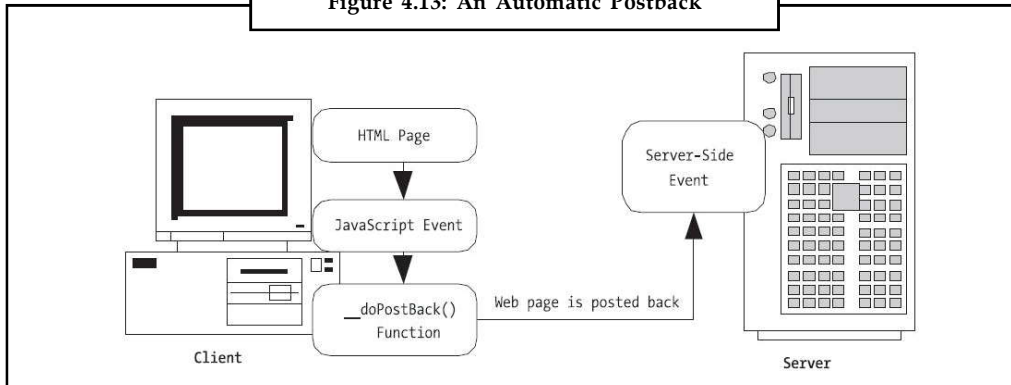 Figure 4.13: An Automatic Postback
HTML Page
JavaScript Event
__doPostBack()
Function
Web page is posted back
Server-Side
Event
Client
Server